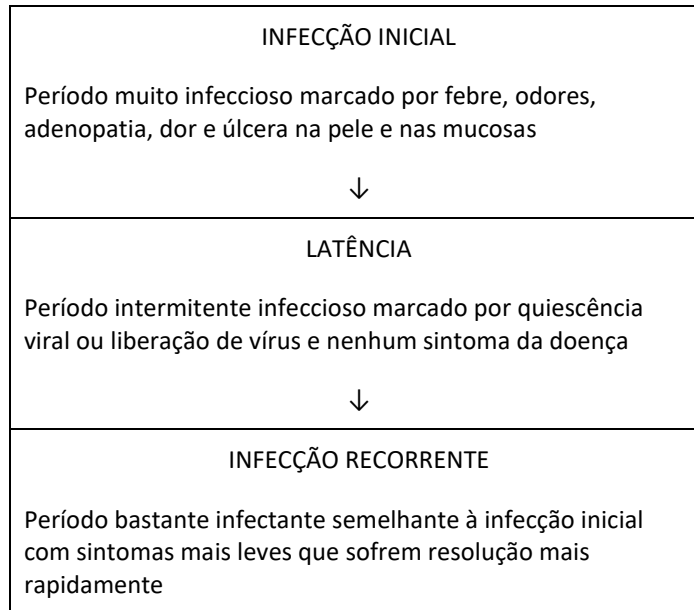 INFECÇÃO INICIAL
Período muito infeccioso marcado por febre, odores,
adenopatia, dor e úlcera na pele e nas mucosas
↓
LATÊNCIA
Período intermitente infeccioso marcado por quiescência
viral ou liberação de vírus e nenhum sintoma da doença
↓
INFECÇÃO RECORRENTE
Período bastante infectante semelhante à infecção inicial
com sintomas mais leves que sofrem resolução mais
rapidamente